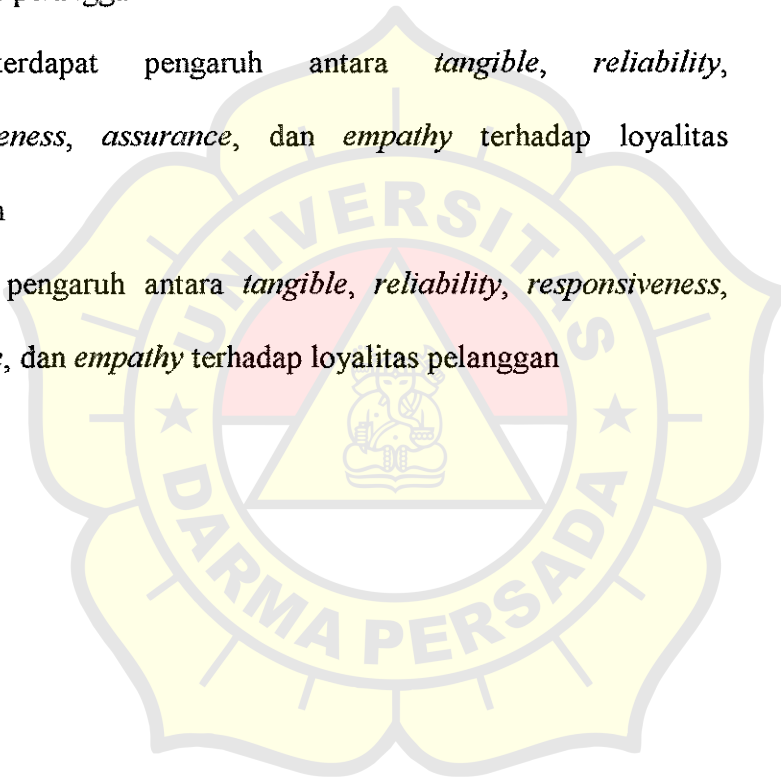 terdapat pengaruh antara tangible, reliability,
eness, assurance, dan empathy terhadap loyalitas
pengaruh antara tangible, reliability, responsiveness,
, dan empathy terhadap loyalitas pelanggan
UNIVERSITAS
DARMA PERSADA